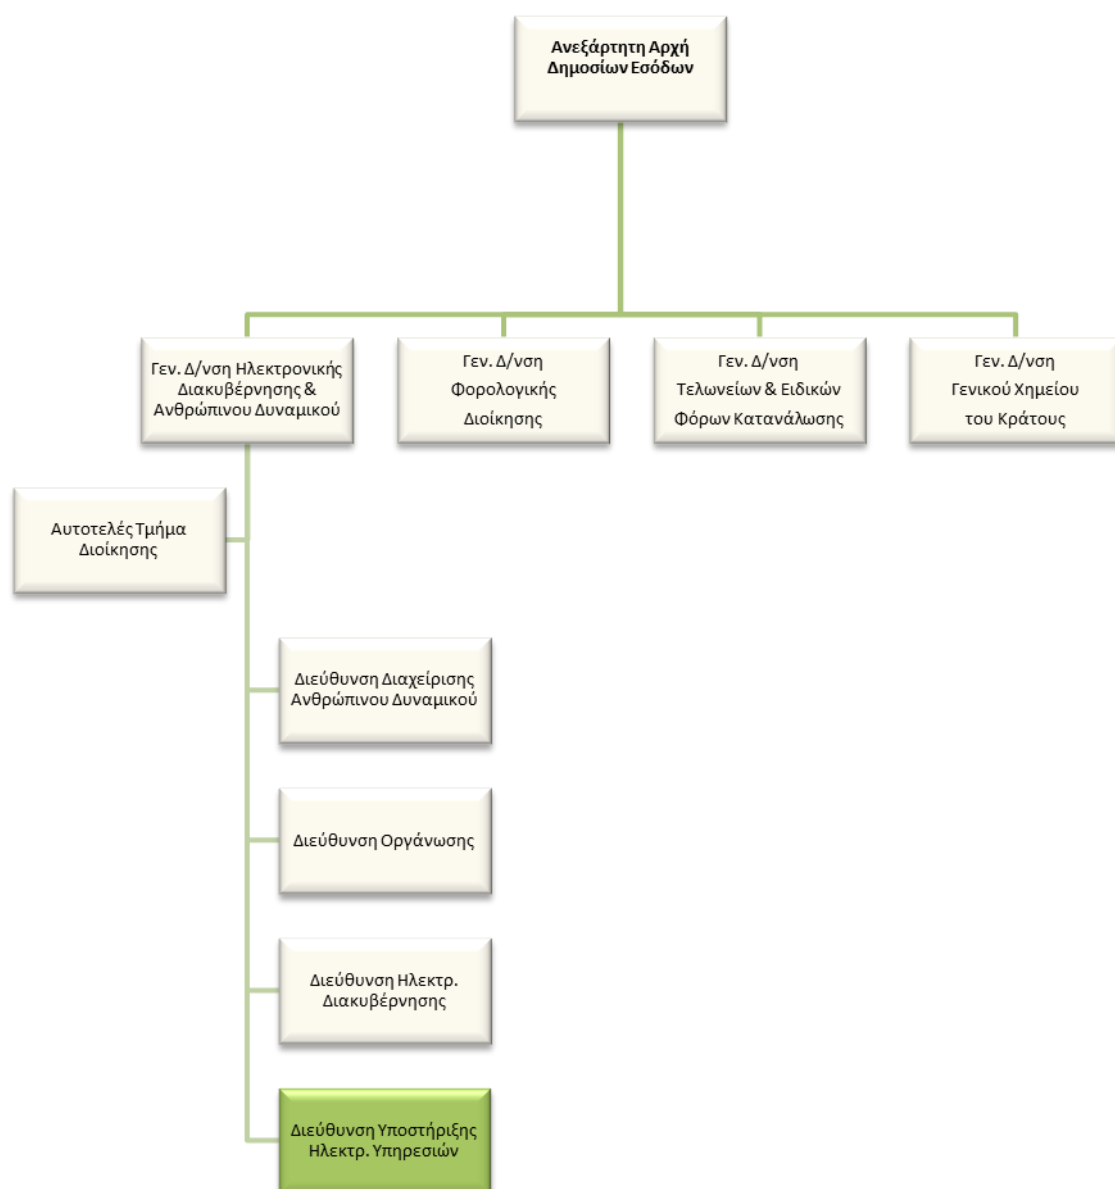 Ανεξάρτητη Αρχή
Δημοσίων Εσόδων
Γεν. Δ/νση Ηλεκτρονικής
Διακυβέρνησης &
Ανθρώπινου Δυναμικού
Γεν. Δ/νση
Φορολογικής
Διοίκησης
Γεν. Δ/νση
Τελωνείων & Ειδικών
Φόρων Κατανάλωσης
Γεν. Δ/νση
Γενικού Χημείου
του Κράτους
Αυτοτελές Τμήμα
Διοίκησης
Διεύθυνση Διαχείρισης
Ανθρώπινου Δυναμικού
Διεύθυνση Οργάνωσης
Διεύθυνση Ηλεκτρ.
Διακυβέρνησης
Διεύθυνση Υποστήριξης
Ηλεκτρ. Υπηρεσιών